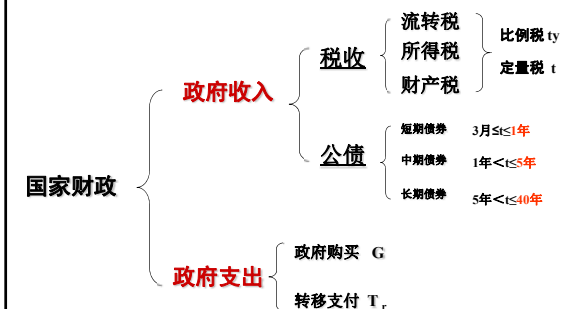 国家财政
政府收入
税收
流转税
所得税
财产税
比例税 ty
定量税 t
公债
短期债券 3月≤t≤1年
中期债券 1年<t≤5年
长期债券 5年<t≤40年
政府支出
政府购买 G
转移支付 Tr